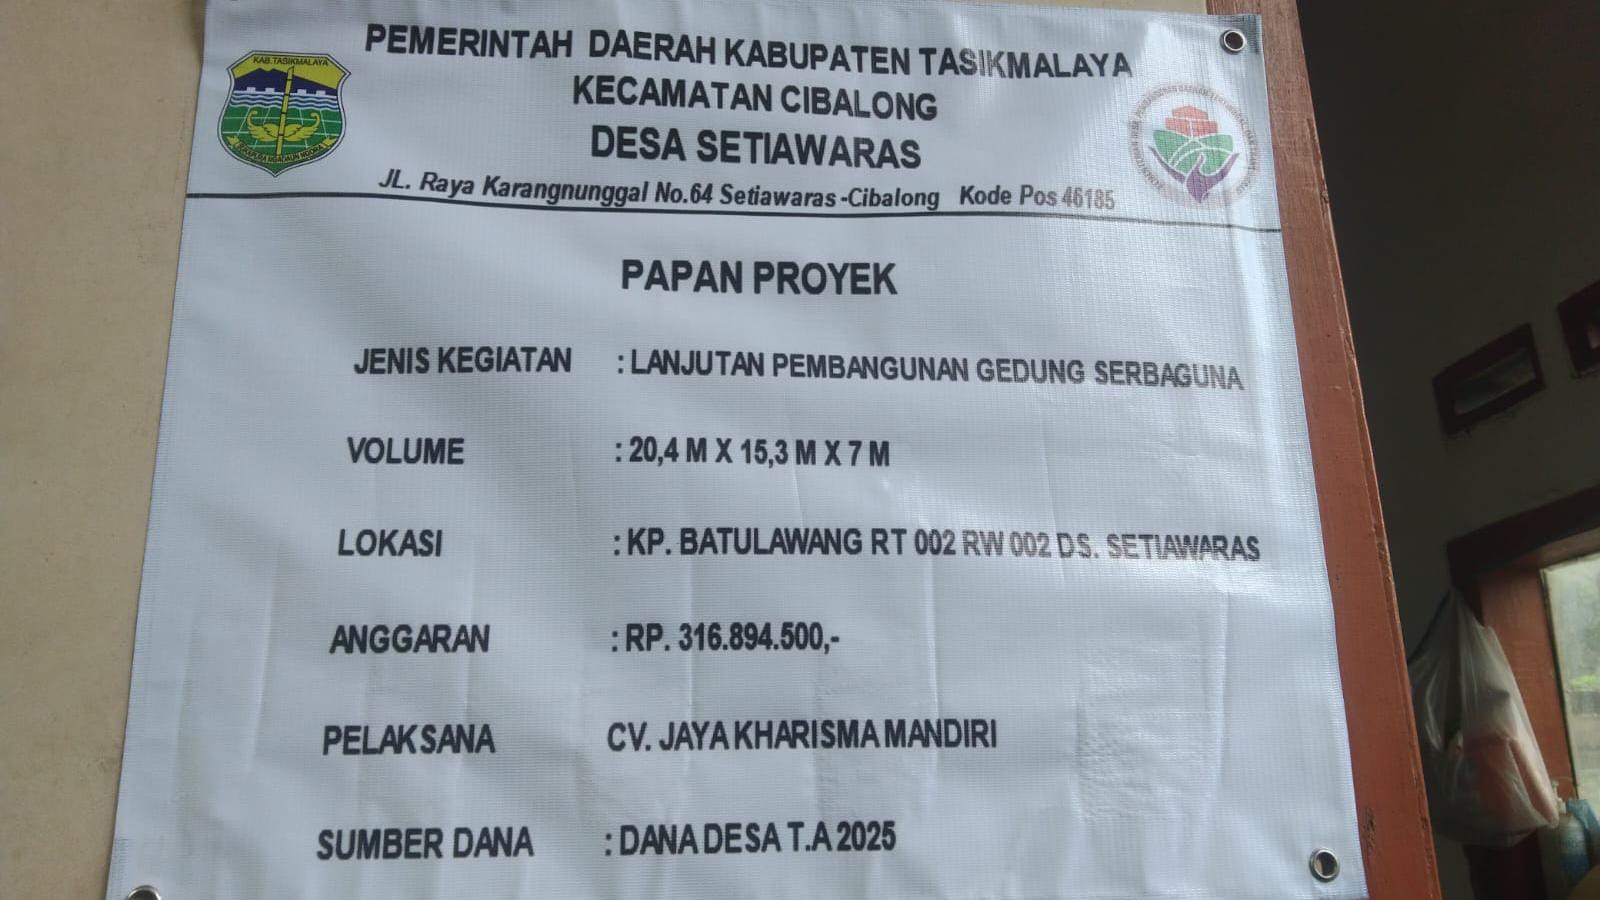 PEMERINTAH DAERAH KABUPATEN TASIKMALAYA
KECAMATAN CIBALONG
DESA SETIAWARAS
JL. Raya Karangnunggal No.64 Setiawaras -Cibalong Kode Pos 46185
KAB. TASIKMALAYA
PAPAN PROYEK
JENIS KEGIATAN : LANJUTAN PEMBANGUNAN GEDUNG SERBAGUNA
VOLUME : 20,4 M X 15,3 M X 7 M
LOKASI : KP. BATULAWANG RT 002 RW 002 DS. SETIAWARAS
ANGGARAN : RP. 316.894.500,-
PELAKSANA CV. JAYA KHARISMA MANDIRI
SUMBER DANA : DANA DESA T.A 2025